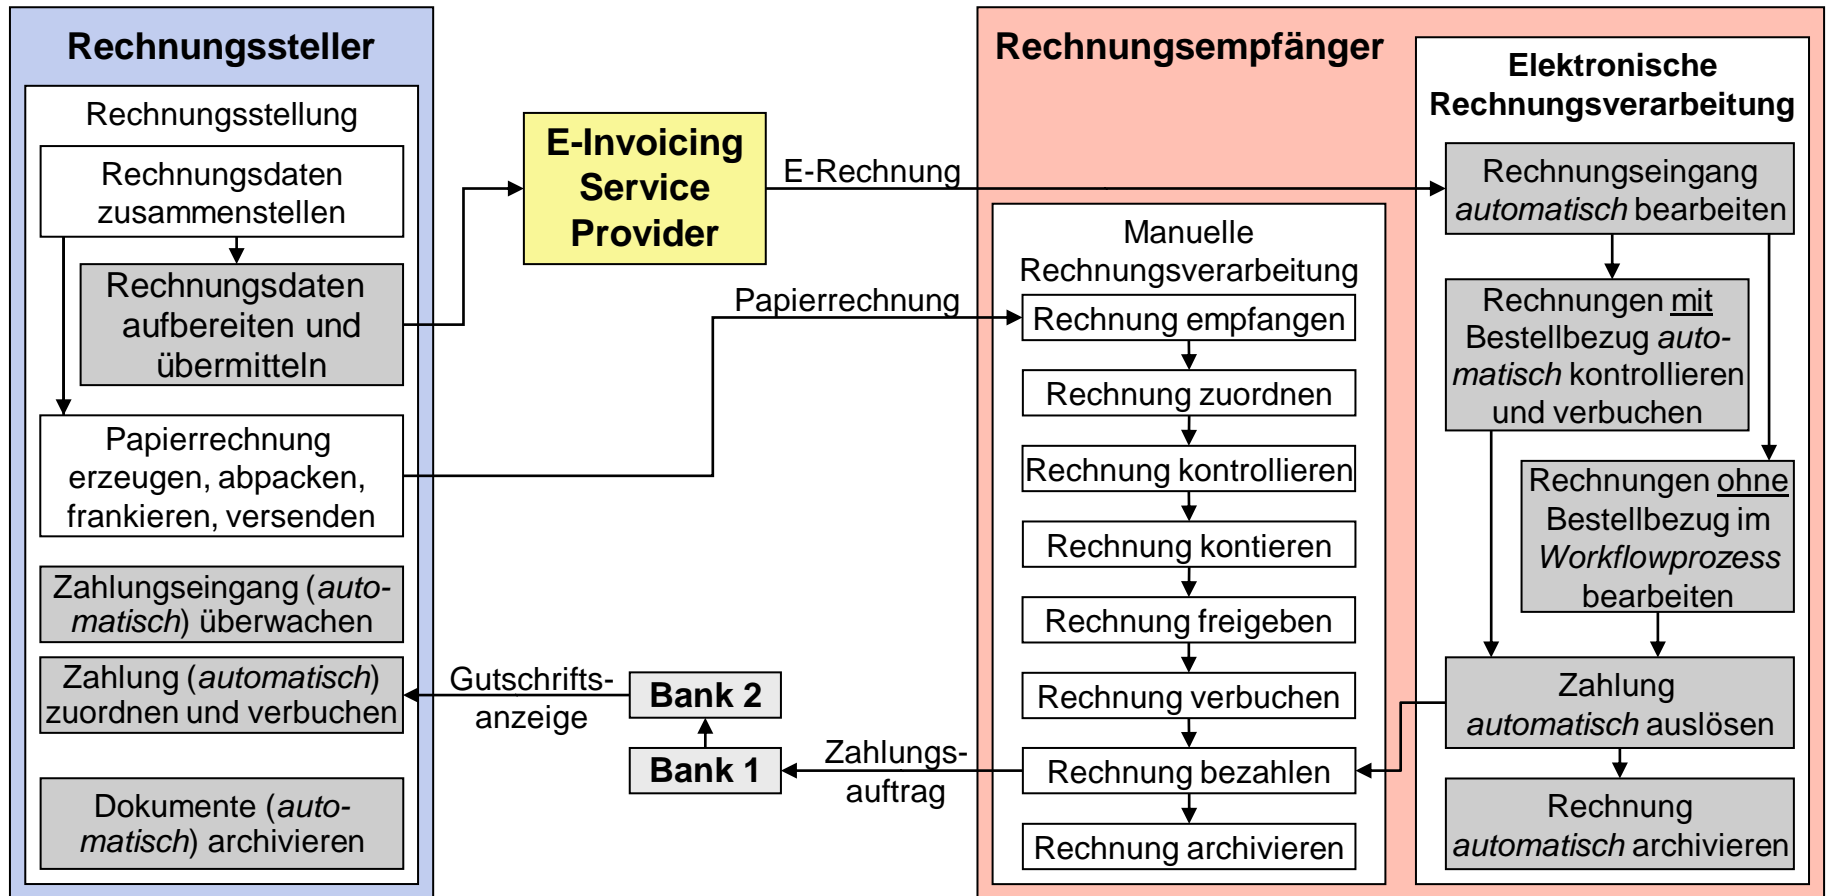 Rechnungssteller
Rechnungsstellung
Rechnungsdaten
zusammenstellen
Rechnungsdaten
aufbereiten und
übermitteln
Papierrechnung
erzeugen, abpacken,
frankieren, versenden
Zahlungseingang (auto-
matisch) überwachen
Zahlung (automatisch)
zuordnen und verbuchen
Dokumente (auto-
matisch) archivieren
E-Invoicing
Service
Provider
E-Rechnung
Papierrechnung
Gutschrifts-
anzeige
Bank 2
Bank 1
Zahlungs-
auftrag
Rechnungsempfänger
Manuelle
Rechnungsverarbeitung
Rechnung empfangen
Rechnung zuordnen
Rechnung kontrollieren
Rechnung kontieren
Rechnung freigeben
Rechnung verbuchen
Rechnung bezahlen
Rechnung archivieren
Elektronische
Rechnungsverarbeitung
Rechnungseingang
automatisch bearbeiten
Rechnungen mit
Bestellbezug auto-
matisch kontrollieren
und verbuchen
Rechnungen ohne
Bestellbezug im
Workflowprozess
bearbeiten
Zahlung
automatisch auslösen
Rechnung
automatisch archivieren